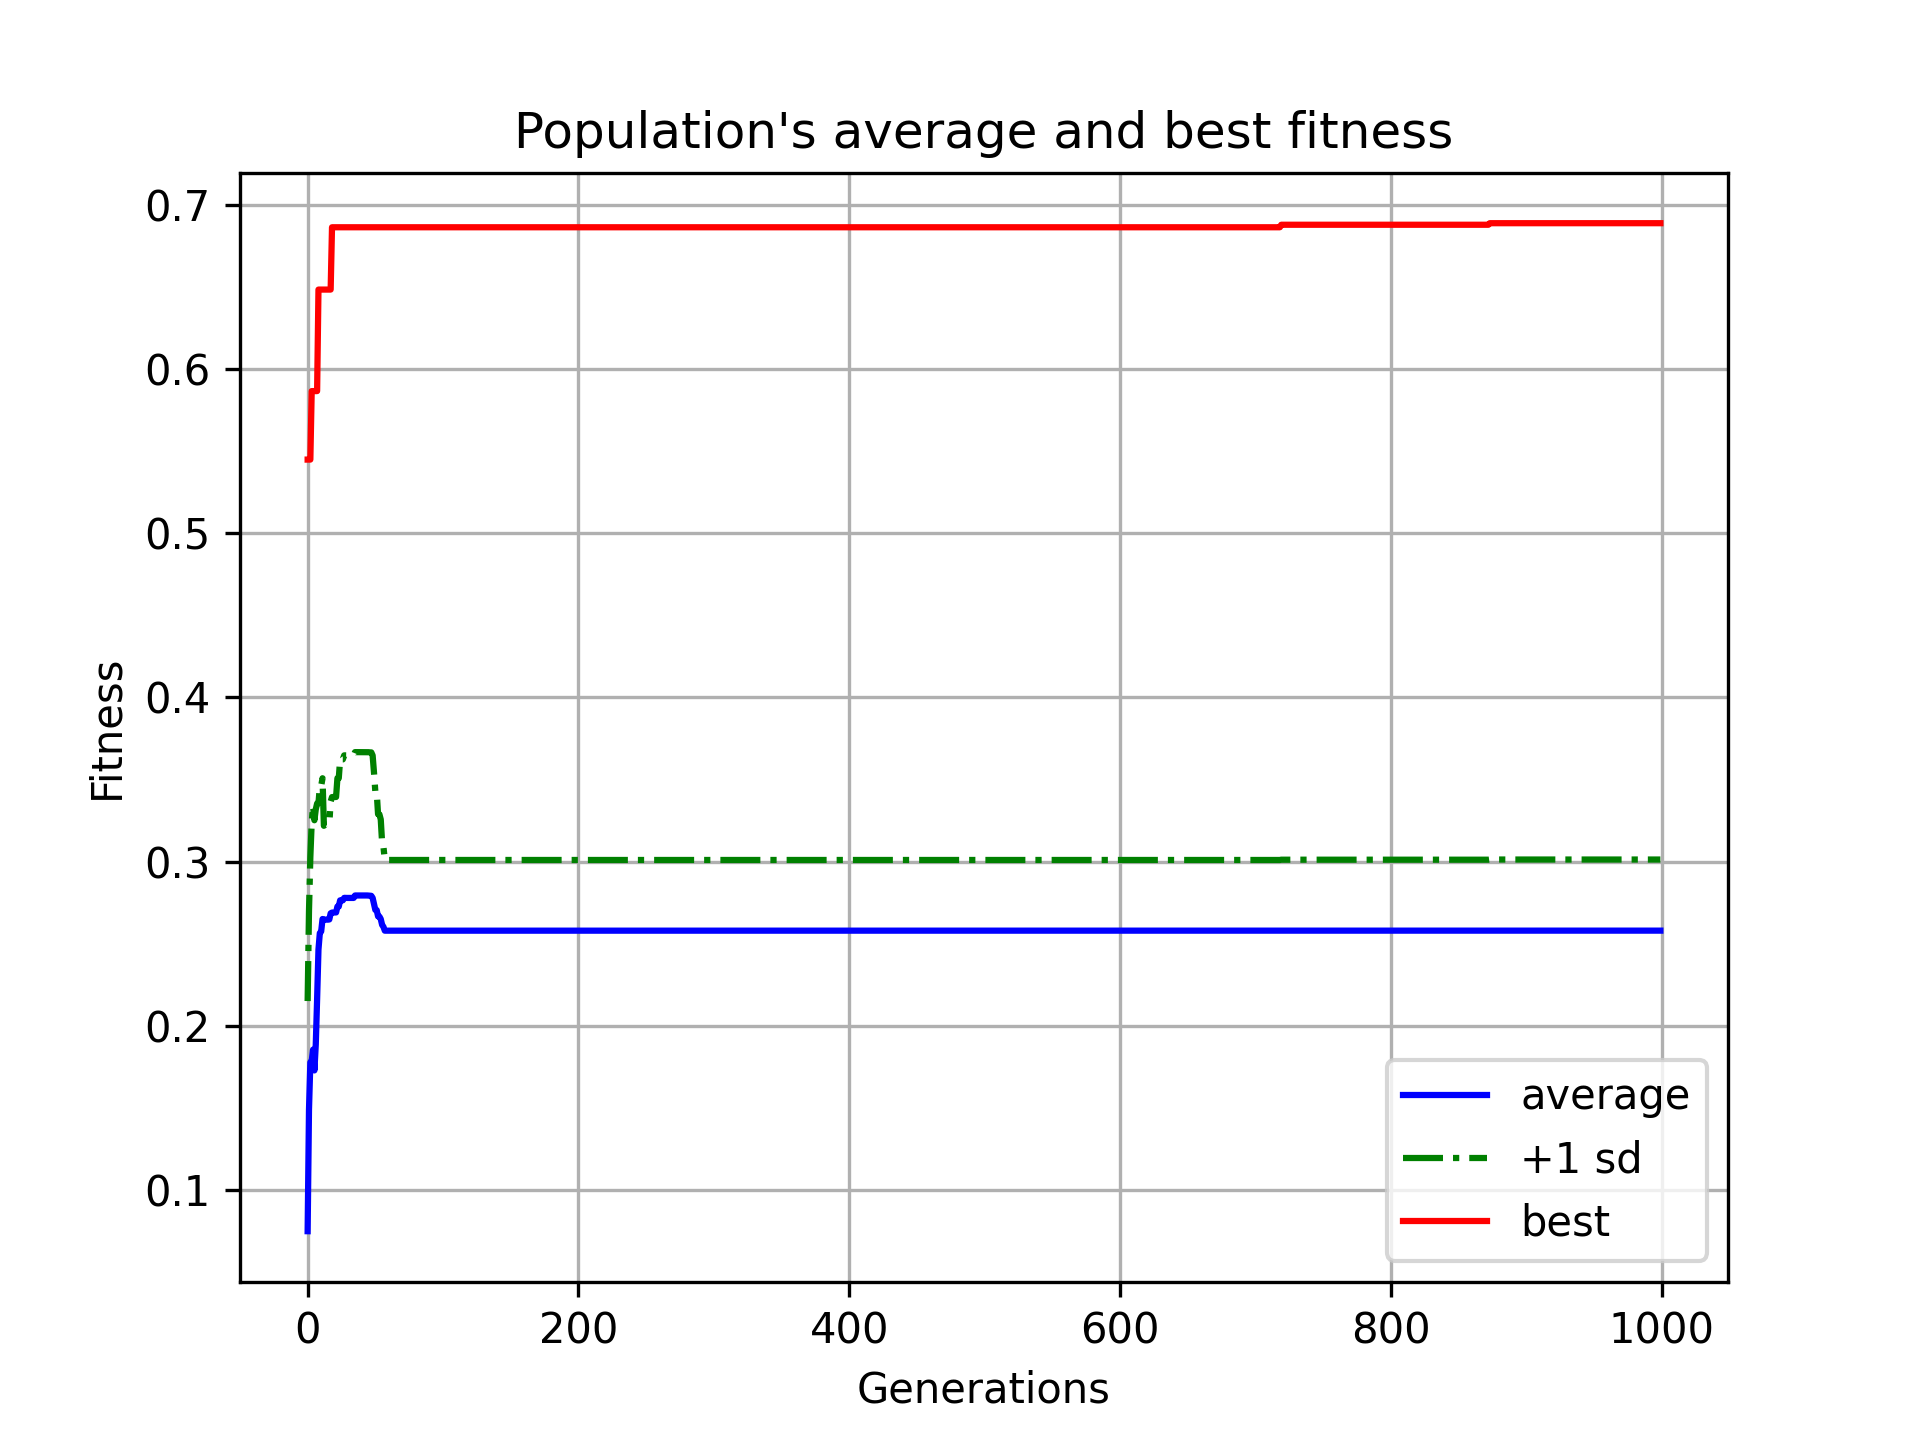 Population's average and best fitness
Fitness
0.7
0.6
0.5
0.4
0.3
0.2
0.1
0 200 400 600 800 1000
Generations
average
+1 sd
best